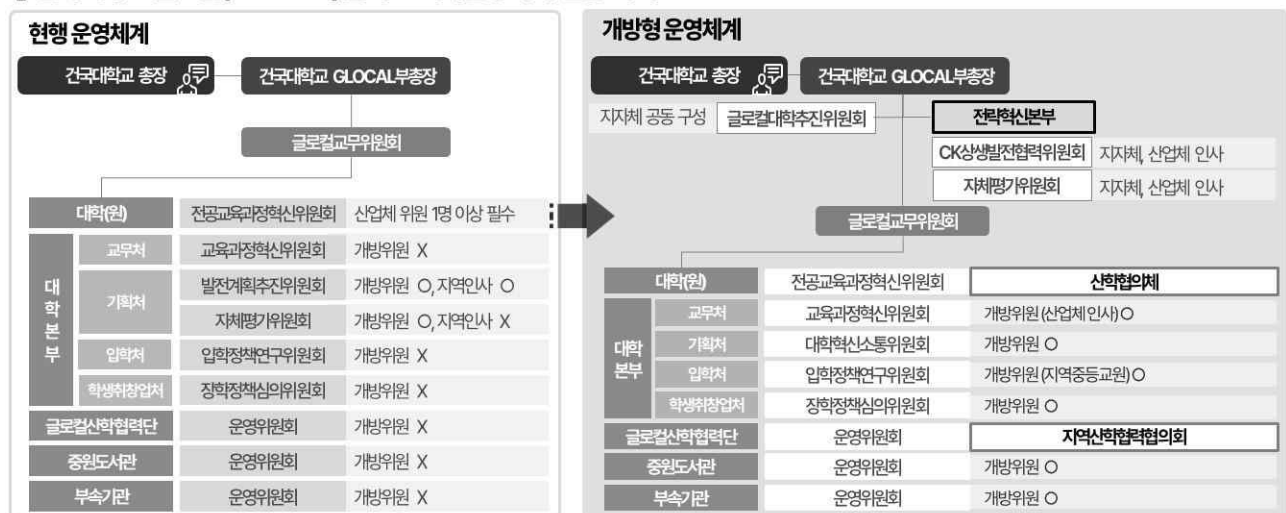 현행 운영체계
건국대학교 총장 건국대학교 GLOCAL부총장
글로컬교무위원회
대학(원) 전공교육과정혁신위원회 산업체 위원 1명 이상 필수
대학본부
교무처 교육과정혁신위원회 개방위원 X
기획처 발전계획추진위원회 개방위원 O, 지역인사 O
자체평가위원회 개방위원 O, 지역인사 X
입학처 입학정책연구위원회 개방위원 X
학생취창업처 장학정책심의위원회 개방위원 X
글로컬산학협력단 운영위원회 개방위원 X
중원도서관 운영위원회 개방위원 X
부속기관 운영위원회 개방위원 X
개방형 운영체계
건국대학교 총장 건국대학교 GLOCAL부총장
지자체 공동 구성 글로컬대학추진위원회 전략혁신본부
CK상생발전협력위원회 지자체, 산업체 인사
자체평가위원회 지자체, 산업체 인사
글로컬교무위원회
대학(원) 전공교육과정혁신위원회 산학협의체
대학본부
교무처 교육과정혁신위원회 개방위원 (산업체 인사) O
기획처 대학혁신소통위원회 개방위원 O
입학처 입학정책연구위원회 개방위원 (지역중등교원) O
학생취창업처 장학정책심의위원회 개방위원 O
글로컬산학협력단 운영위원회 지역산학협력협의회
중원도서관 운영위원회 개방위원 O
부속기관 운영위원회 개방위원 O